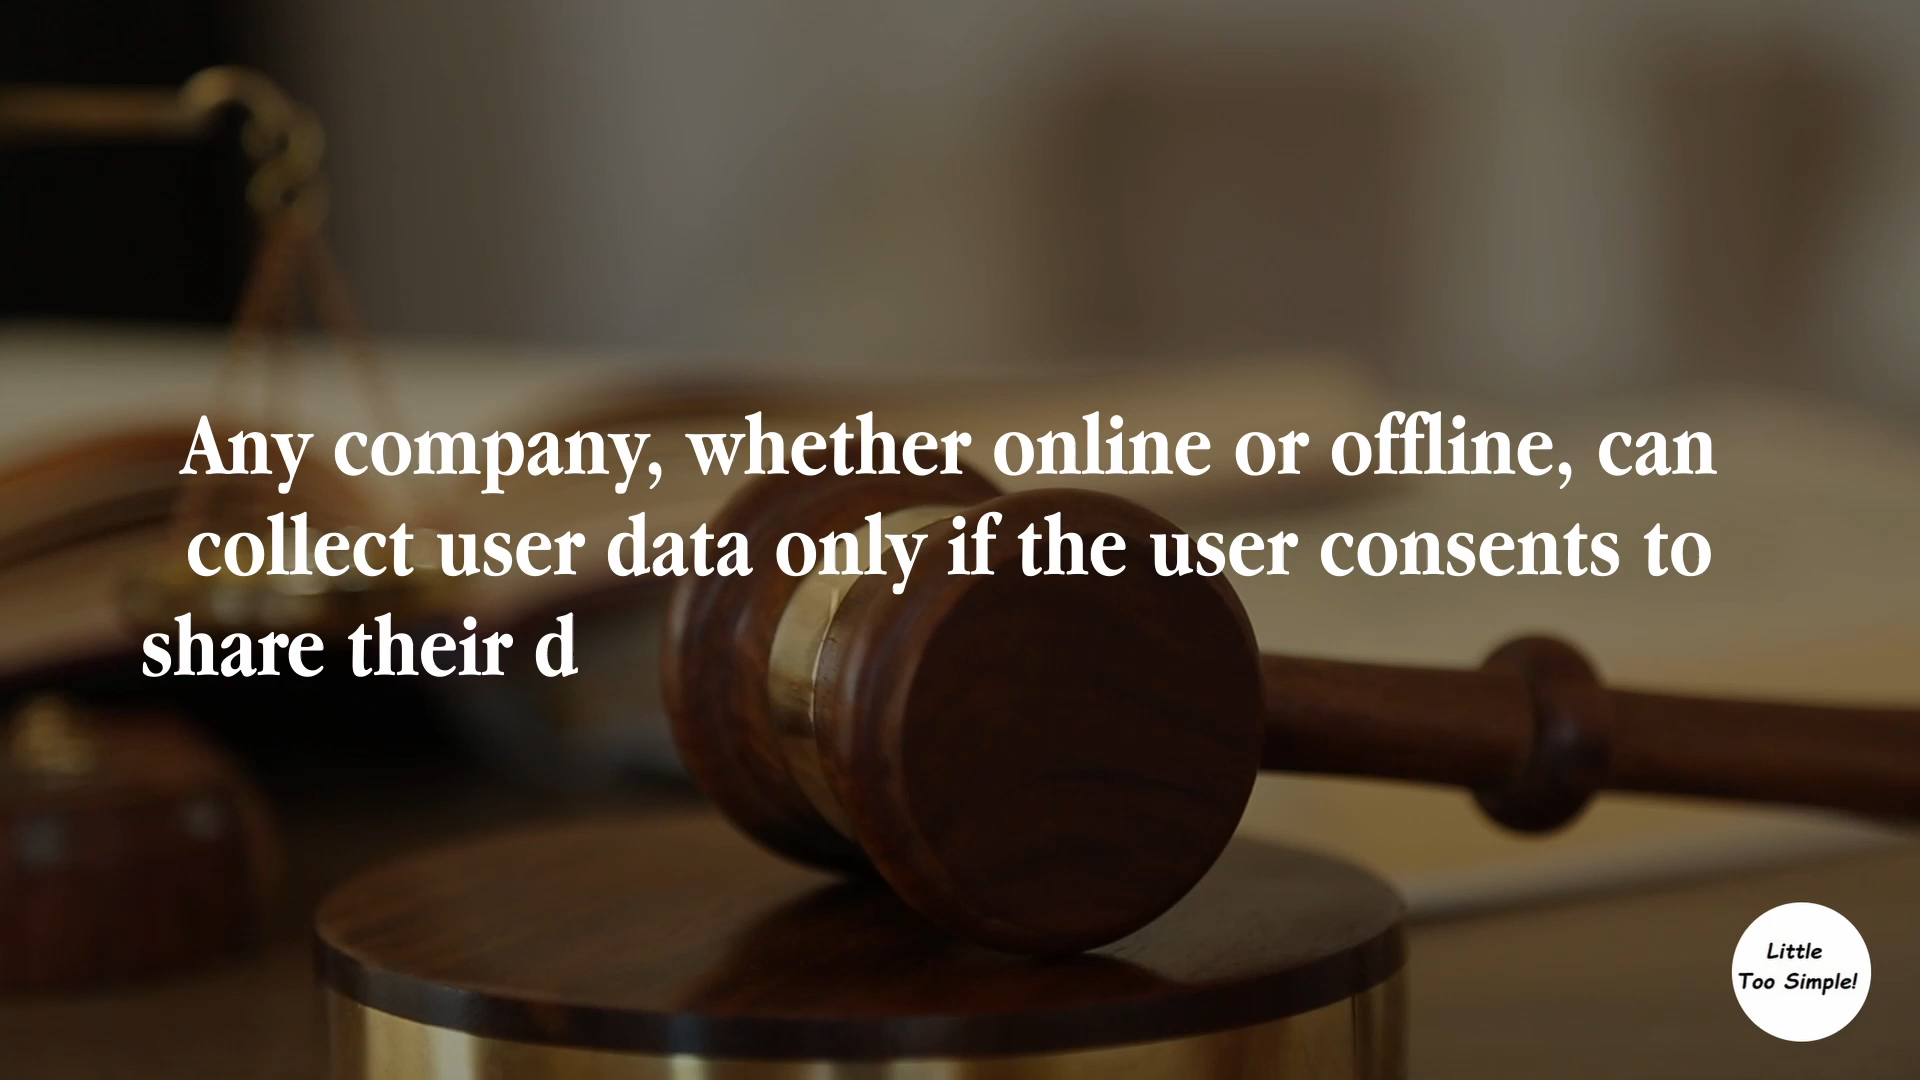 Any company, whether online or offline, can
collect user data only if the user consents to
share their d
Little
Too Simple!